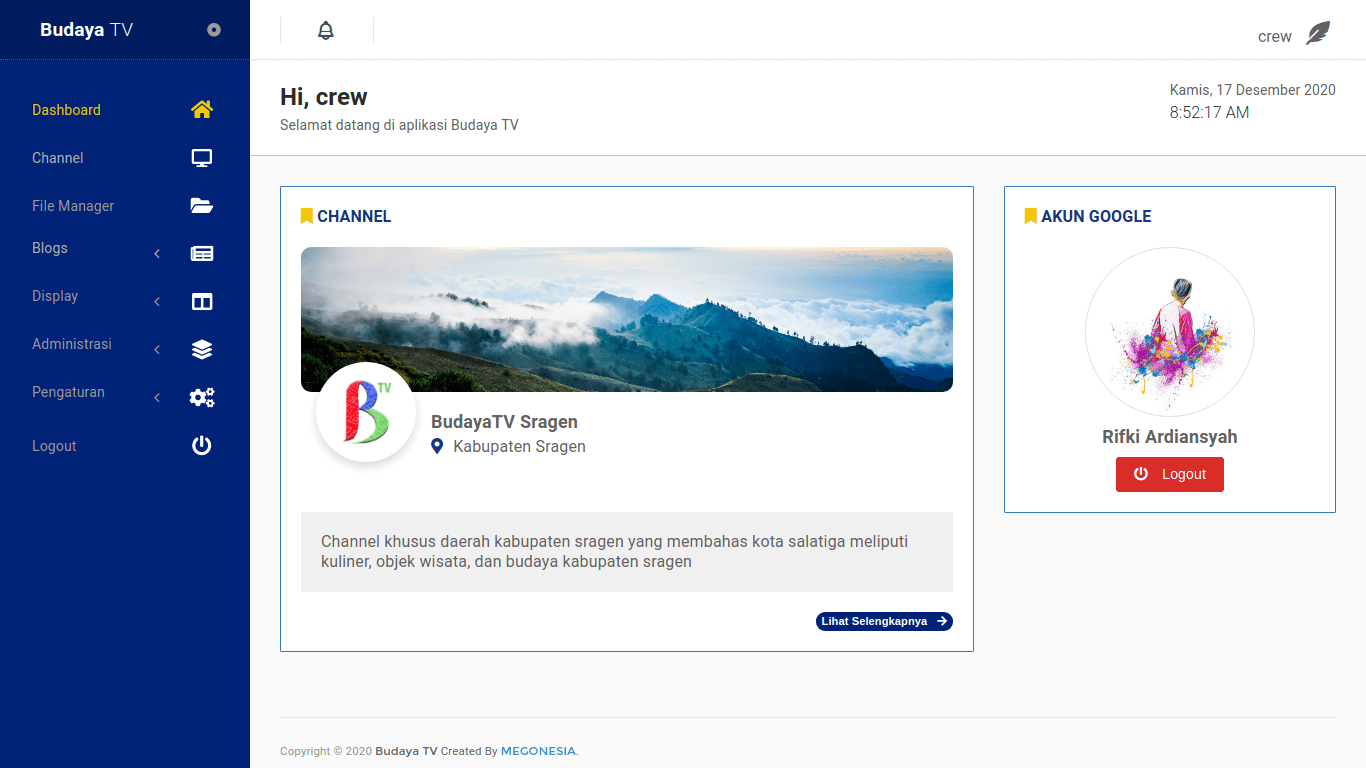 Budaya TV
crew
Hi, crew
Selamat datang di aplikasi Budaya TV
Kamis, 17 Desember 2020
8:52:17 AM
Dashboard
Channel
File Manager
Blogs
Display
Administrasi
Pengaturan
Logout
CHANNEL
B TV
BudayaTV Sragen
Kabupaten Sragen
Channel khusus daerah kabupaten sragen yang membahas kota salatiga meliputi
kuliner, objek wisata, dan budaya kabupaten sragen
Lihat Selengkapnya
AKUN GOOGLE
Rifki Ardiansyah
Logout
Copyright © 2020 Budaya TV Created By MEGONESIA.